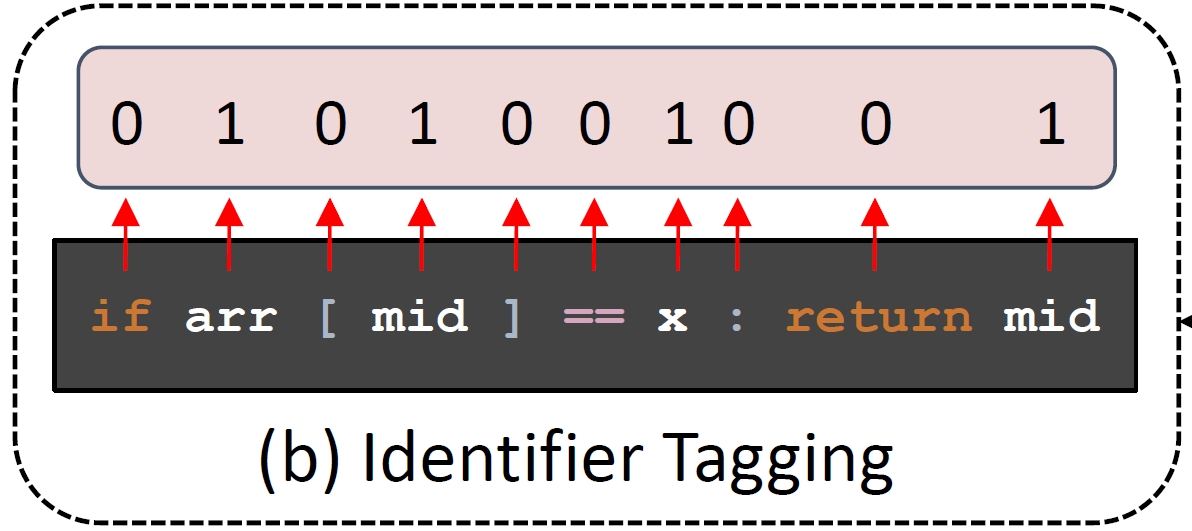 0 1 0 1 0 0 1 0 0 1
if arr [ mid ] == x : return mid
(b) Identifier Tagging